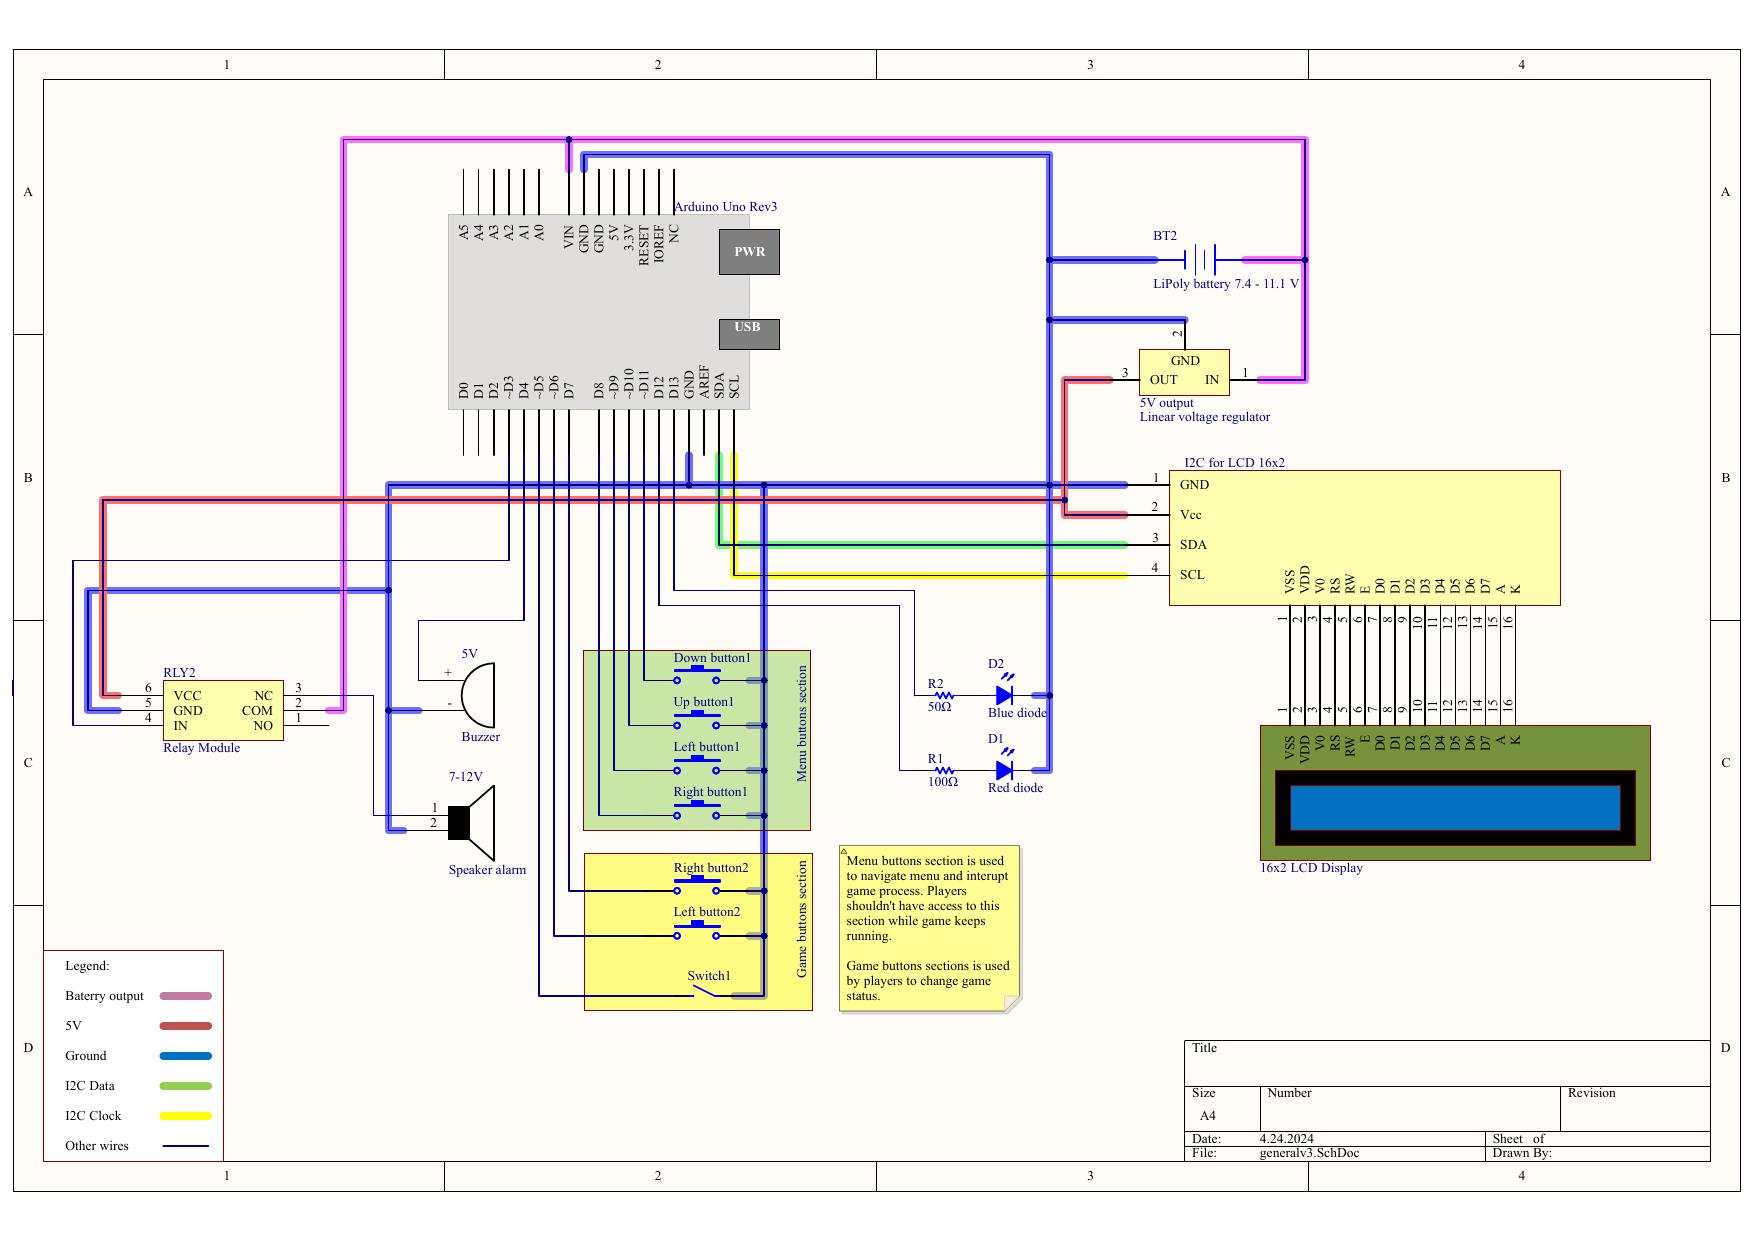 1 2 3 4
A A
B B
C C
D D
Arduino Uno Rev3
A5 A4 A3 A2 A1 A0 VIN GND GND 5V 3.3V RESET IOREF NC
PWR
USB
D0 D1 D2 ~D3 D4 ~D5 ~D6 D7 D8 ~D9 ~D10 ~D11 D12 D13 GND AREF SDA SCL
BT2
LiPoly battery 7.4 - 11.1 V
2
GND
3 OUT IN 1
5V output
Linear voltage regulator
I2C for LCD 16x2
1 GND
2 Vcc
3 SDA
4 SCL
VSS VDD V0 RS RW E D0 D1 D2 D3 D4 D5 D6 D7 A K
1 2 3 4 5 6 7 8 9 10 11 12 13 14 15 16
1 2 3 4 5 6 7 8 9 10 11 12 13 14 15 16
VSS VDD V0 RS RW E D0 D1 D2 D3 D4 D5 D6 D7 A K
16x2 LCD Display
RLY2
6 VCC NC 3
5 GND COM 2
4 IN NO 1
Relay Module
5V
+
-
Buzzer
7-12V
1
2
Speaker alarm
Down button1
Up button1
Left button1
Right button1
Menu buttons section
Right button2
Left button2
Switch1
Game buttons section
D2
R2
50Ω
Blue diode
D1
R1
100Ω
Red diode
Menu buttons section is used
to navigate menu and interupt
game process. Players
shouldn't have access to this
section while game keeps
running.
Game buttons sections is used
by players to change game
status.
Legend:
Baterry output
5V
Ground
I2C Data
I2C Clock
Other wires
Title
Size Number Revision
A4
Date: 4.24.2024 Sheet of
File: generalv3.SchDoc Drawn By:
1 2 3 4